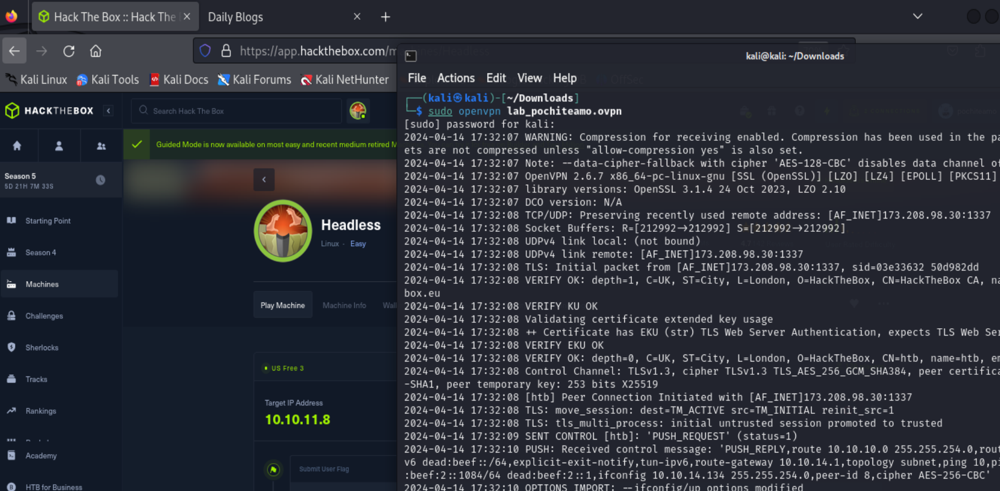 Hack The Box :: Hack The
Daily Blogs
https://app.hackthebox.com/m
Kali Linux
Kali Tools
Kali Docs
Kali Forums
Kali NetHunter
OffSec
HACKTHEBOX
Search Hack The Box
Guided Mode is now available on most easy and recent medium retired M
Season 5
5D 21H 7M 33S
Starting Point
Season 4
Machines
Challenges
Sherlocks
Tracks
Rankings
Academy
HTB for Business
Headless
Linux · Easy
Play Machine
Machine Info
Wall
US Free 3
Target IP Address
10.10.11.8
Submit User Flag
kali@kali: ~/Downloads
File Actions Edit View Help
┌──(kali㉿kali)-[~/Downloads]
└─$ sudo openvpn lab_pochiteamo.ovpn
[sudo] password for kali:
2024-04-14 17:32:07 WARNING: Compression for receiving enabled. Compression has been used in the pa
ets are not compressed unless "allow-compression yes" is also set.
2024-04-14 17:32:07 Note: --data-cipher-fallback with cipher 'AES-128-CBC' disables data channel of
2024-04-14 17:32:07 OpenVPN 2.6.7 x86_64-pc-linux-gnu [SSL (OpenSSL)] [LZO] [LZ4] [EPOLL] [PKCS11]
2024-04-14 17:32:07 library versions: OpenSSL 3.1.4 24 Oct 2023, LZO 2.10
2024-04-14 17:32:07 DCO version: N/A
2024-04-14 17:32:08 TCP/UDP: Preserving recently used remote address: [AF_INET]173.208.98.30:1337
2024-04-14 17:32:08 Socket Buffers: R=[212992->212992] S=[212992->212992]
2024-04-14 17:32:08 UDPv4 link local: (not bound)
2024-04-14 17:32:08 UDPv4 link remote: [AF_INET]173.208.98.30:1337
2024-04-14 17:32:08 TLS: Initial packet from [AF_INET]173.208.98.30:1337, sid=03e33632 50d982dd
2024-04-14 17:32:08 VERIFY OK: depth=1, C=UK, ST=City, L=London, O=HackTheBox, CN=HackTheBox CA, na
box.eu
2024-04-14 17:32:08 VERIFY KU OK
2024-04-14 17:32:08 Validating certificate extended key usage
2024-04-14 17:32:08 ++ Certificate has EKU (str) TLS Web Server Authentication, expects TLS Web Ser
2024-04-14 17:32:08 VERIFY EKU OK
2024-04-14 17:32:08 VERIFY OK: depth=0, C=UK, ST=City, L=London, O=HackTheBox, CN=htb, name=htb, em
2024-04-14 17:32:08 Control Channel: TLSv1.3, cipher TLSv1.3 TLS_AES_256_GCM_SHA384, peer certifica
-SHA1, peer temporary key: 253 bits X25519
2024-04-14 17:32:08 [htb] Peer Connection Initiated with [AF_INET]173.208.98.30:1337
2024-04-14 17:32:08 TLS: move_session: dest=TM_ACTIVE src=TM_INITIAL reinit_src=1
2024-04-14 17:32:08 TLS: tls_multi_process: initial untrusted session promoted to trusted
2024-04-14 17:32:09 SENT CONTROL [htb]: 'PUSH_REQUEST' (status=1)
2024-04-14 17:32:10 PUSH: Received control message: 'PUSH_REPLY,route 10.10.10.0 255.255.254.0,rout
v6 dead:beef::/64,explicit-exit-notify,tun-ipv6,route-gateway 10.10.14.1,topology subnet,ping 10,pi
:beef:2::1084/64 dead:beef:2::1,ifconfig 10.10.14.134 255.255.254.0,peer-id 8,cipher AES-256-CBC'
2024-04-14 17:32:10 OPTIONS IMPORT: --ifconfig/up options modified